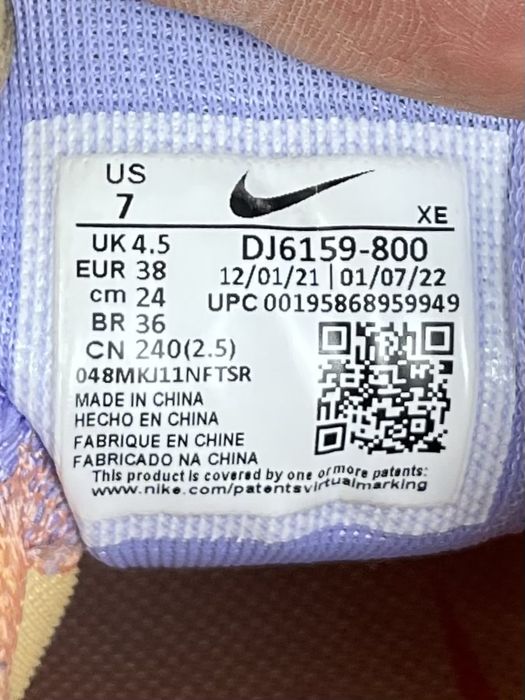 US
7
XE
UK 4.5
EUR 38
cm 24
BR 36
CN 240(2.5)
DJ6159-800
12/01/21 | 01/07/22
UPC 00195868959949
048MKJ11NFTSR
MADE IN CHINA
HECHO EN CHINA
FABRIQUE EN CHINE
FABRICADO NA CHINA
This product is covered by one or more patents:
www.nike.com/patentsvirtualmarking